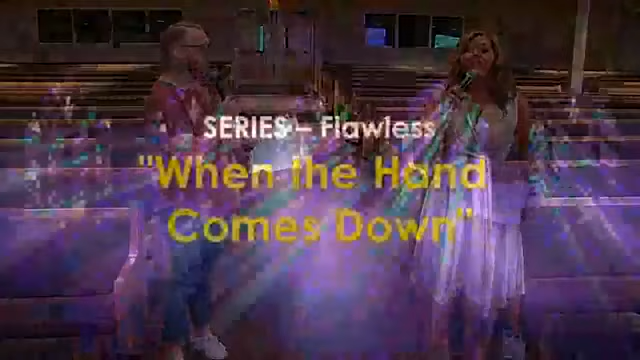 SERIES – Flawless
"When the Hand
Comes Down"